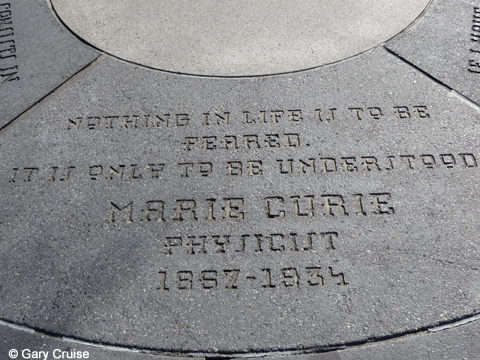 NOTHING IN LIFE IS TO BE
FEARED.
IT IS ONLY TO BE UNDERSTOOD
MARIE CURIE
PHYSICIST
1867-1934
© Gary Cruise